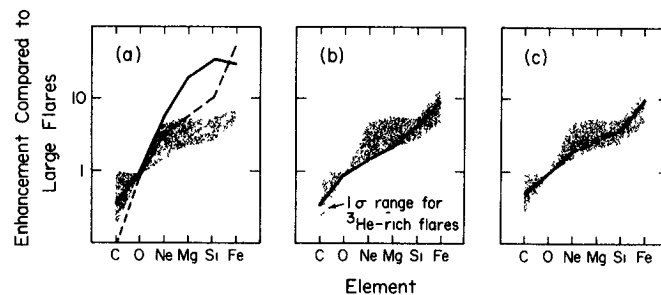 Enhancement Compared to
Large Flares
(a)
(b)
(c)
10
1
1 σ range for
³He-rich flares
C O Ne Mg Si Fe
C O Ne Mg Si Fe
C O Ne Mg Si Fe
Element